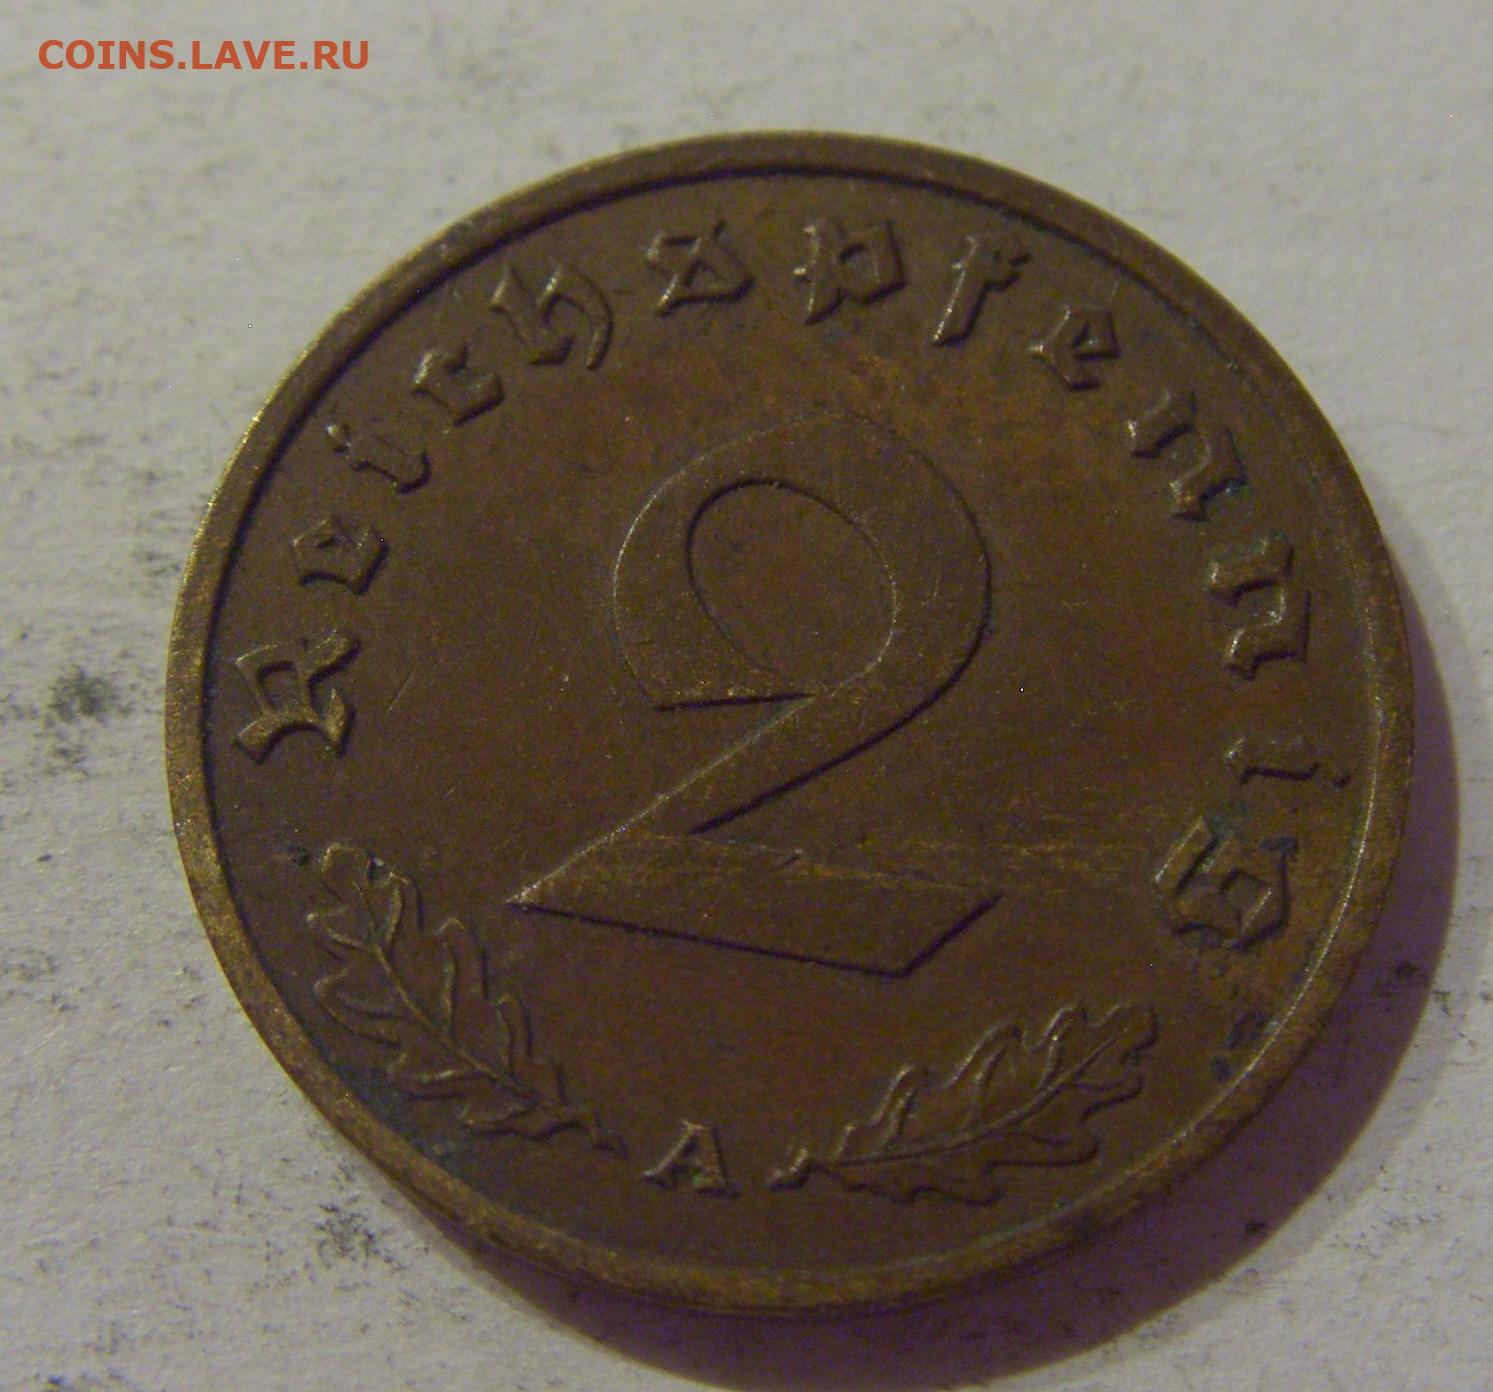 COINS.LAVE.RU
Reichspfennig
2
A